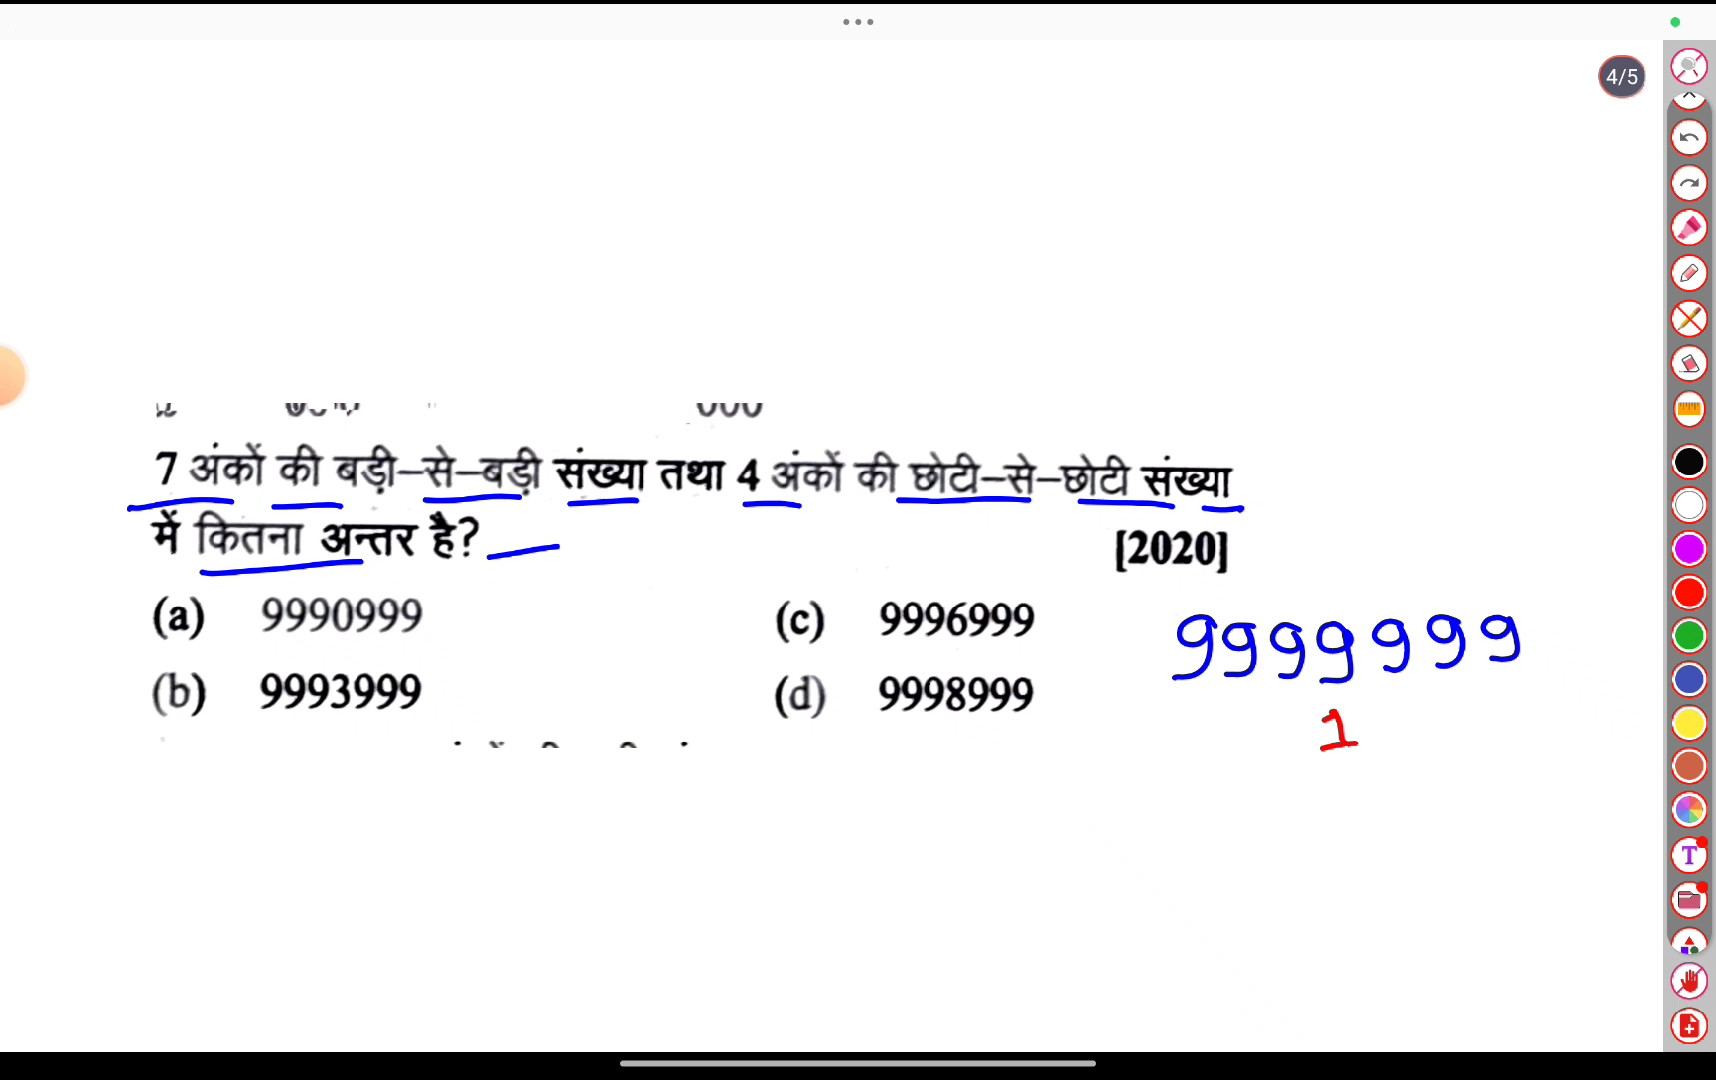 4/5
7 अंकों की बड़ी–से–बड़ी संख्या तथा 4 अंकों की छोटी–से–छोटी संख्या
में कितना अन्तर है? [2020]
(a) 9990999 (c) 9996999
9999999
(b) 9993999 (d) 9998999
1
T